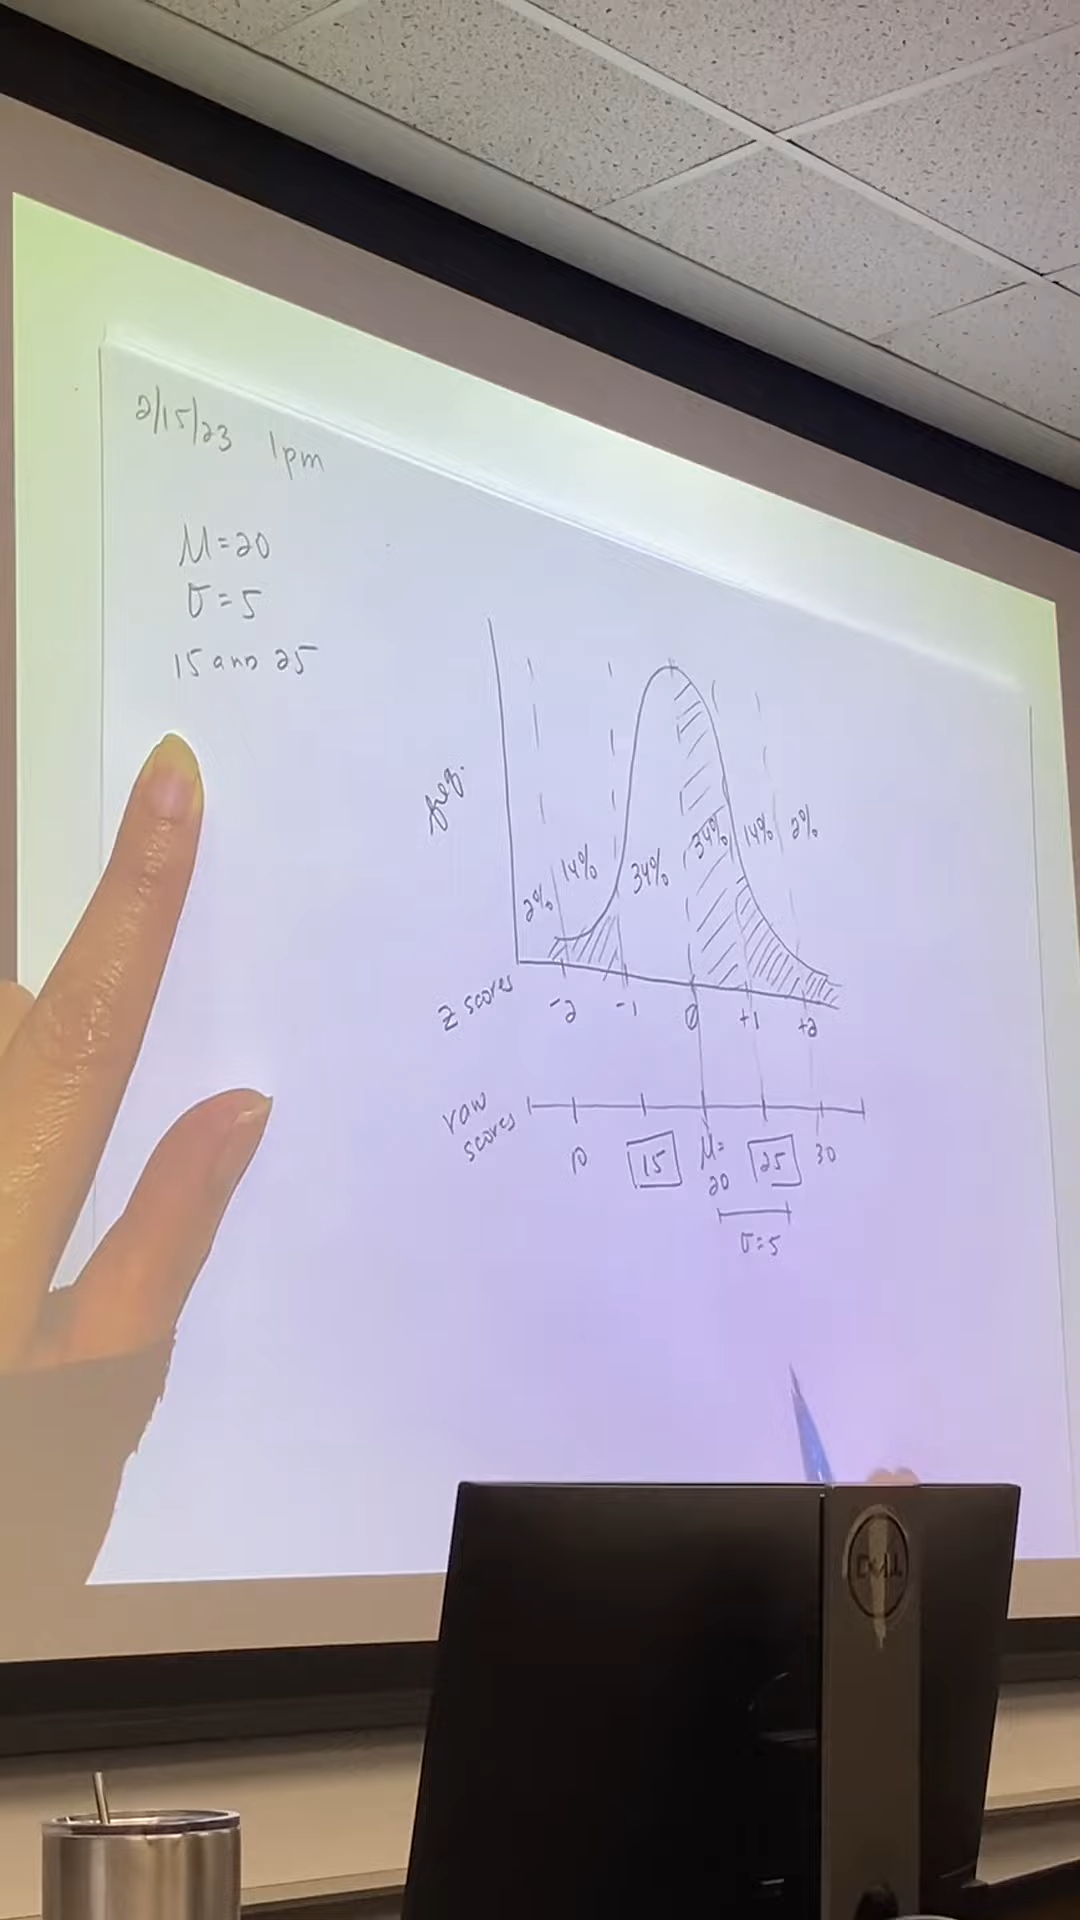 2/15/23 1pm
M=20
σ=5
15 and 25
freq.
2% 14% 34% 34% 14% 2%
z scores
-2 -1 0 +1 +2
raw scores
10 15 M=20 25 30
σ=5
DELL